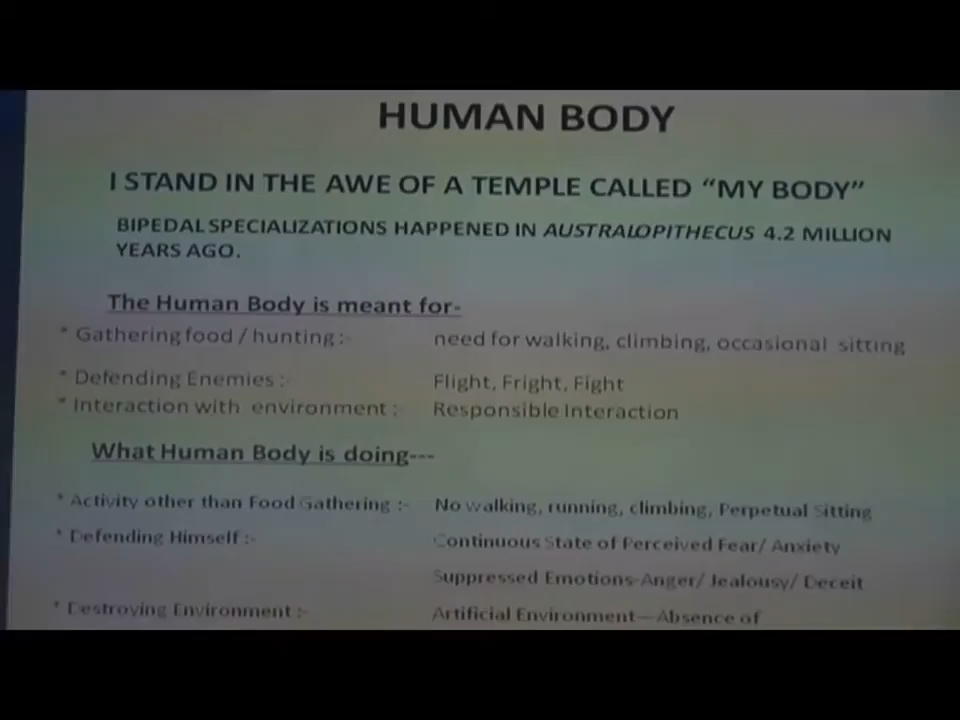 HUMAN BODY
I STAND IN THE AWE OF A TEMPLE CALLED “MY BODY”
BIPEDAL SPECIALIZATIONS HAPPENED IN AUSTRALOPITHECUS 4.2 MILLION
YEARS AGO.
The Human Body is meant for-
* Gathering food / hunting :- need for walking, climbing, occasional sitting
* Defending Enemies :- Flight, Fright, Fight
* Interaction with environment :- Responsible Interaction
What Human Body is doing---
* Activity other than Food Gathering :- No walking, running, climbing, Perpetual Sitting
* Defending Himself :- Continuous State of Perceived Fear/ Anxiety
Suppressed Emotions-Anger/ Jealousy/ Deceit
* Destroying Environment :- Artificial Environment— Absence of